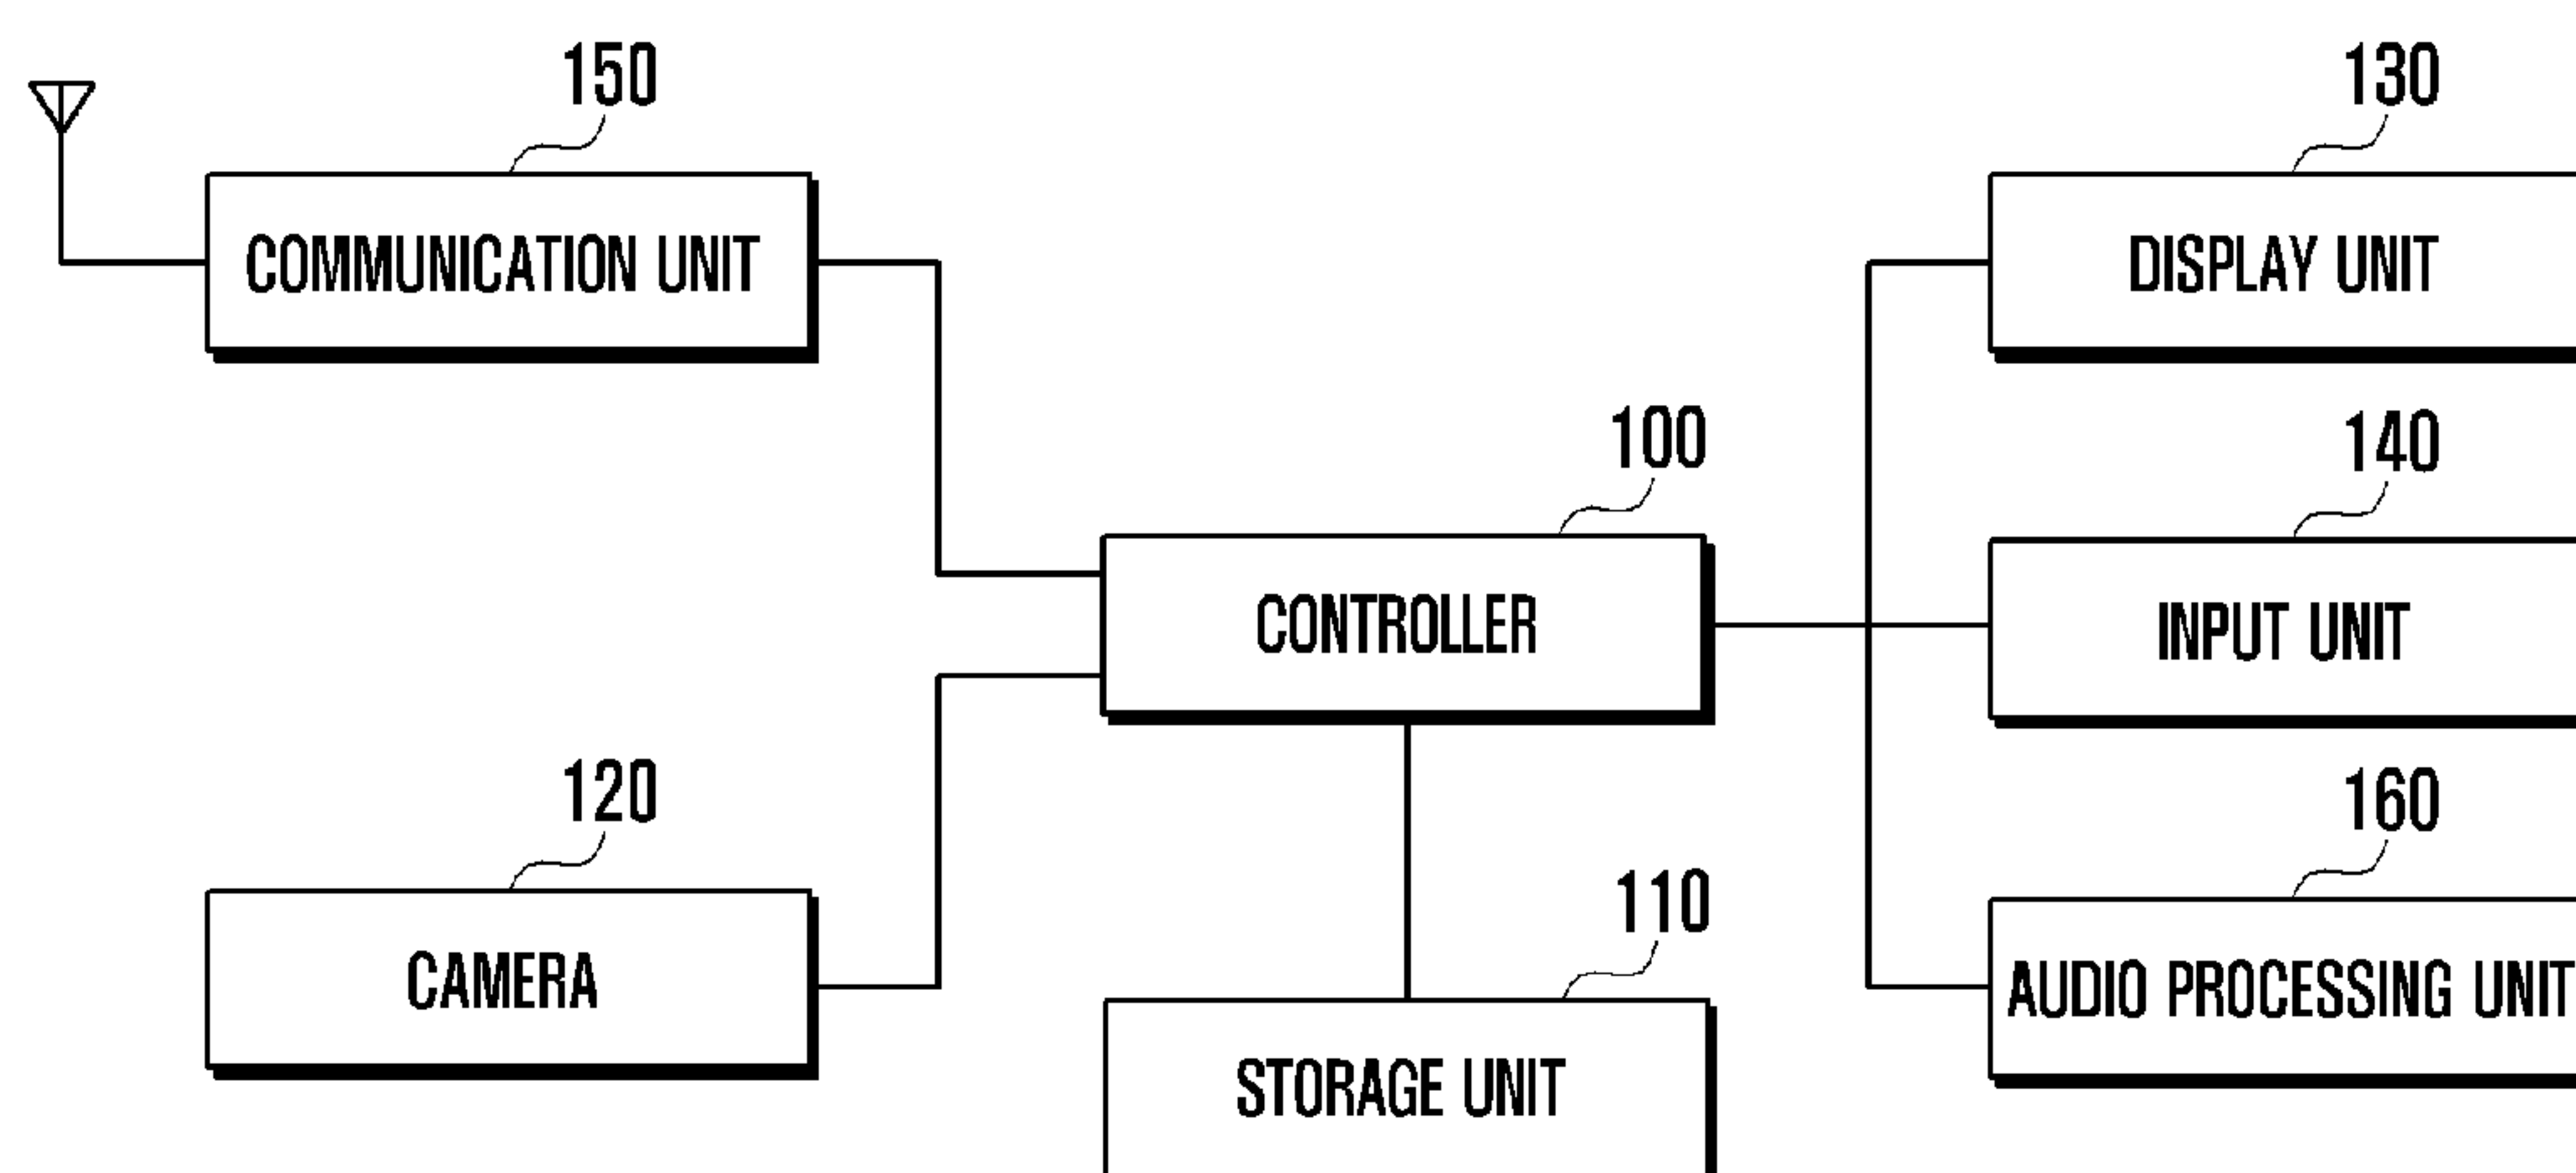 150
COMMUNICATION UNIT
130
DISPLAY UNIT
100
CONTROLLER
140
INPUT UNIT
120
CAMERA
110
STORAGE UNIT
160
AUDIO PROCESSING UNIT